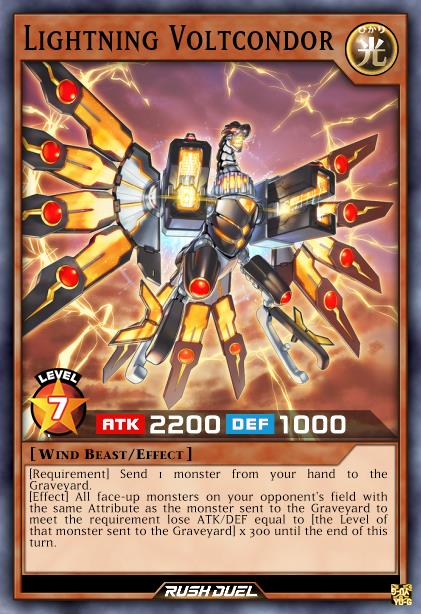 LIGHTNING VOLTCONDOR
ひかり
光
LEVEL
7
ATK 2200 DEF 1000
[WIND BEAST/EFFECT]
[Requirement] Send 1 monster from your hand to the
Graveyard.
[Effect] All face-up monsters on your opponent's field with
the same Attribute as the monster sent to the Graveyard to
meet the requirement lose ATK/DEF equal to [the Level of
that monster sent to the Graveyard] x 300 until the end of this
turn.
RUSH DUEL